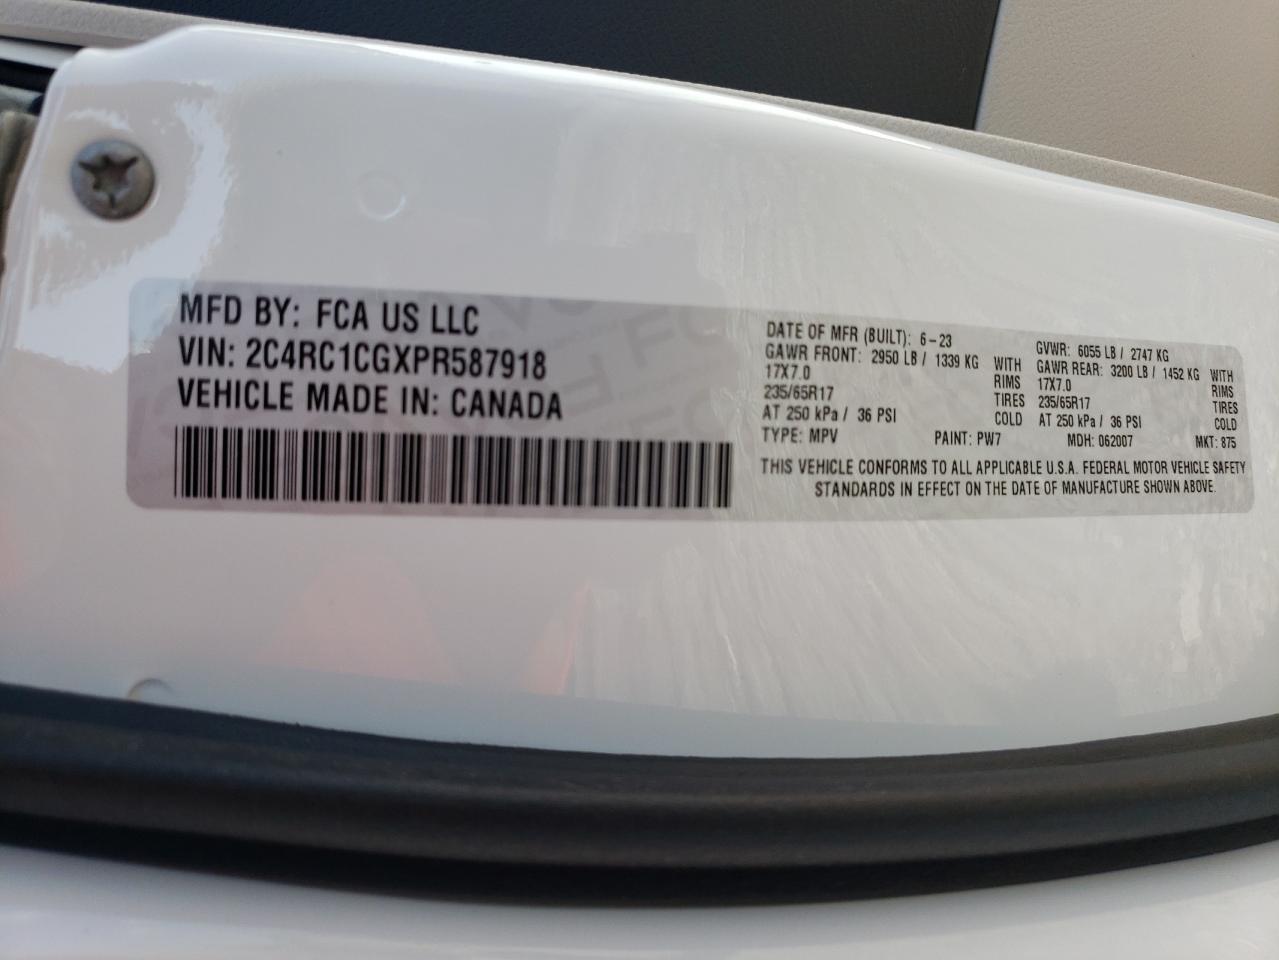 MFD BY: FCA US LLC
VIN: 2C4RC1CGXPR587918
VEHICLE MADE IN: CANADA
DATE OF MFR (BUILT): 6-23 GVWR: 6055 LB / 2747 KG
GAWR FRONT: 2950 LB / 1339 KG WITH GAWR REAR: 3200 LB / 1452 KG WITH
17X7.0 RIMS 17X7.0 RIMS
235/65R17 TIRES 235/65R17 TIRES
AT 250 kPa / 36 PSI COLD AT 250 kPa / 36 PSI COLD
TYPE: MPV PAINT: PW7 MDH: 062007 MKT: 875
THIS VEHICLE CONFORMS TO ALL APPLICABLE U.S.A. FEDERAL MOTOR VEHICLE SAFETY
STANDARDS IN EFFECT ON THE DATE OF MANUFACTURE SHOWN ABOVE.